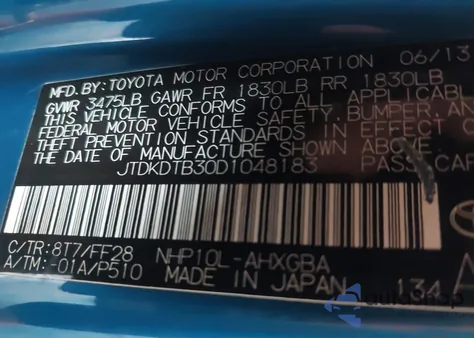 MFD.BY: TOYOTA MOTOR CORPORATION 06/13
GVWR 3475LB GAWR FR 1830LB RR 1830LB
THIS VEHICLE CONFORMS TO ALL APPLICABL
FEDERAL MOTOR VEHICLE SAFETY, BUMPER, AN
THEFT PREVENTION STANDARDS IN EFFECT
DATE OF MANUFACTURE SHOWN ABOVE
JTDKDTB30D1048183 PASS CAR
C/TR: 8T7/FF28 NHP10L-AHXGBA
A/TM: -01A/P510 MADE IN JAPAN 134